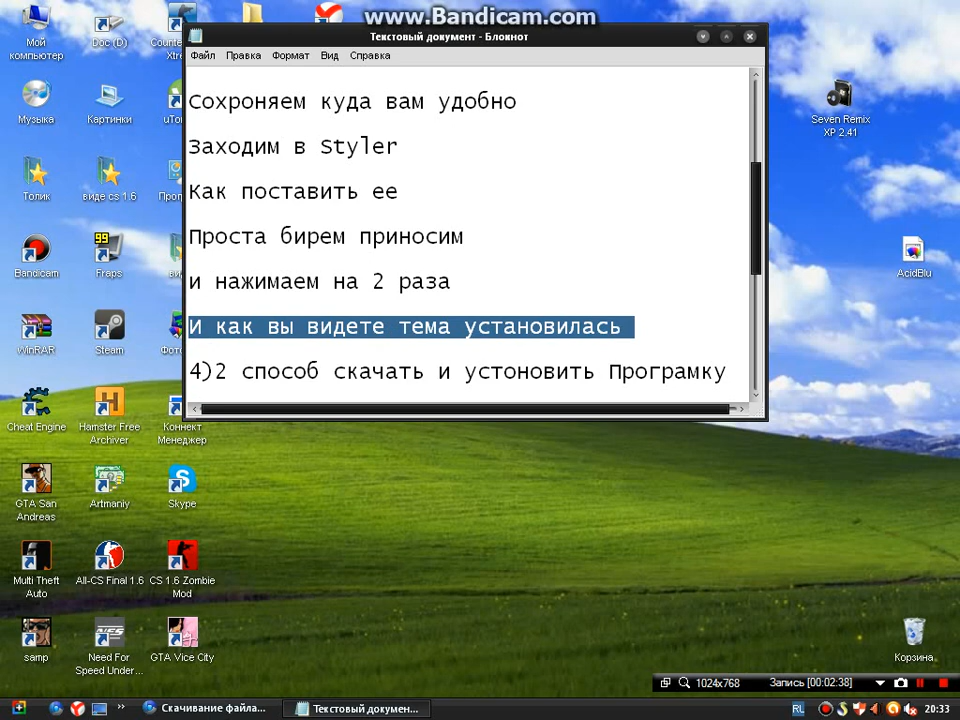 www.Bandicam.com
Текстовый документ - Блокнот
Файл Правка Формат Вид Справка
Сохроняем куда вам удобно
Заходим в Styler
Как поставить ее
Проста бирем приносим
и нажимаем на 2 раза
И как вы видете тема установилась
4)2 способ скачать и устоновить Програмку
Мой компьютер
Doc (D)
Counter
Xtre
Музыка
Картинки
uTor
Толик
виде cs 1.6
Bandicam
Fraps
WinRAR
Steam
Cheat Engine
Hamster Free Archiver
Коннект Менеджер
GTA San Andreas
Artmaniy
Skype
Multi Theft Auto
All-CS Final 1.6
CS 1.6 Zombie Mod
samp
Need For Speed Under...
GTA Vice City
Seven Remix XP 2.41
AcidBlu
Корзина
1024x768 Запись [00:02:38]
Скачивание файла...
Текстовый докумен...
RL
20:33